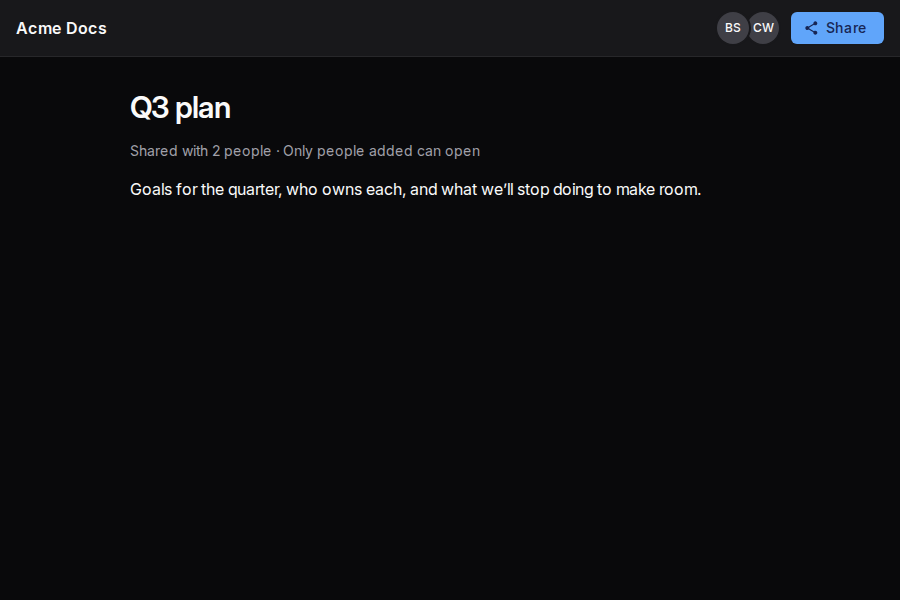 Acme Docs
BS
CW
Share
Q3 plan
Shared with 2 people · Only people added can open
Goals for the quarter, who owns each, and what we’ll stop doing to make room.